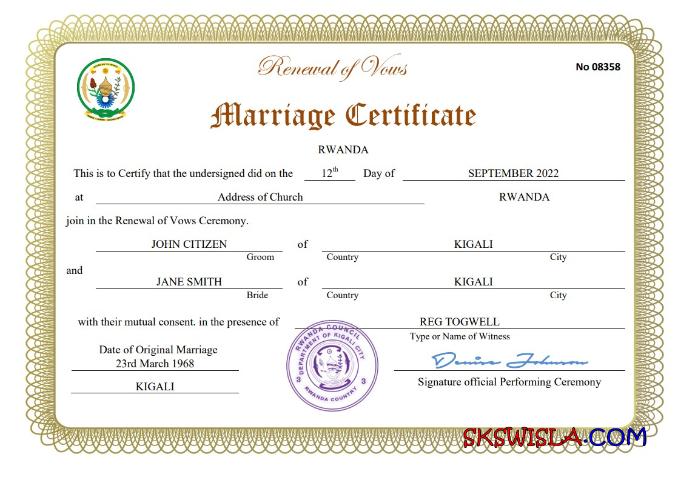 Renewal of Vows
No 08358
Marriage Certificate
RWANDA
This is to Certify that the undersigned did on the 12th Day of SEPTEMBER 2022
at Address of Church RWANDA
join in the Renewal of Vows Ceremony.
JOHN CITIZEN of KIGALI
Groom Country City
and
JANE SMITH of KIGALI
Bride Country City
with their mutual consent. in the presence of REG TOGWELL
Type or Name of Witness
Date of Original Marriage
23rd March 1968
KIGALI
RWANDA COUNCIL
DEPARTMENT OF KIGALI CITY
RWANDA COUNTRY
Denise Johnson
Signature official Performing Ceremony
SKSWISLA.COM